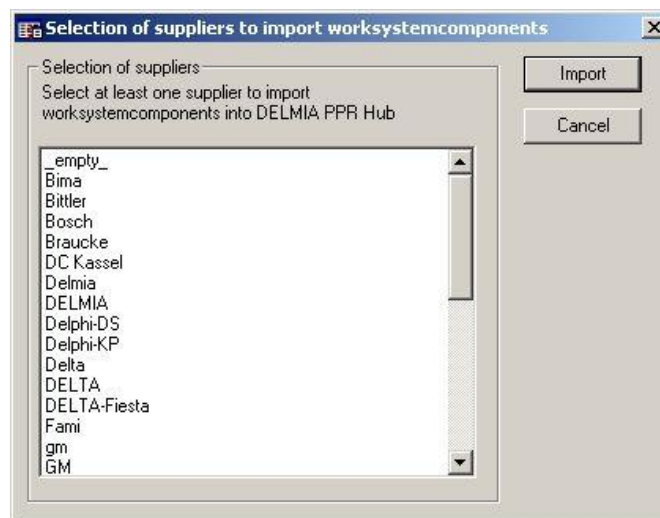 Selection of suppliers to import worksystemcomponents
Selection of suppliers
Select at least one supplier to import
worksystemcomponents into DELMIA PPR Hub
Import
Cancel
_empty_
Bima
Bittler
Bosch
Braucke
DC Kassel
Delmia
DELMIA
Delphi-DS
Delphi-KP
Delta
DELTA
DELTA-Fiesta
Fami
gm
GM